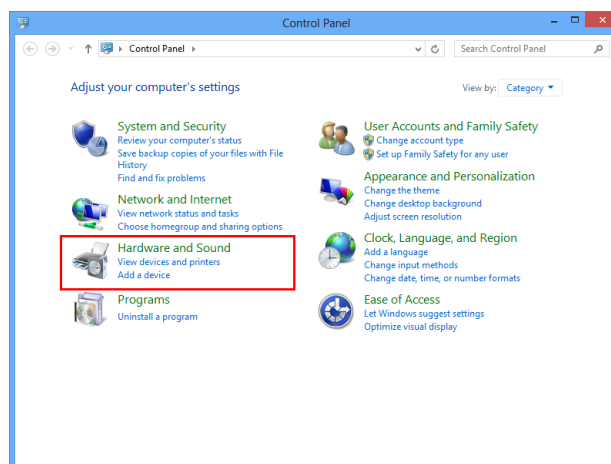 Control Panel
Control Panel
Search Control Panel
Adjust your computer's settings
View by: Category
System and Security
Review your computer's status
Save backup copies of your files with File
History
Find and fix problems
Network and Internet
View network status and tasks
Choose homegroup and sharing options
Hardware and Sound
View devices and printers
Add a device
Programs
Uninstall a program
User Accounts and Family Safety
Change account type
Set up Family Safety for any user
Appearance and Personalization
Change the theme
Change desktop background
Adjust screen resolution
Clock, Language, and Region
Add a language
Change input methods
Change date, time, or number formats
Ease of Access
Let Windows suggest settings
Optimize visual display